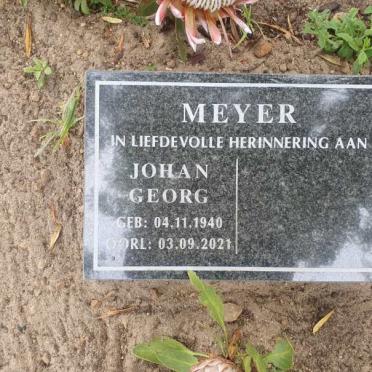 MEYER
IN LIEFDEVOLLE HERINNERING AAN
JOHAN
GEORG
GEB: 04.11.1940
OORL: 03.09.2021